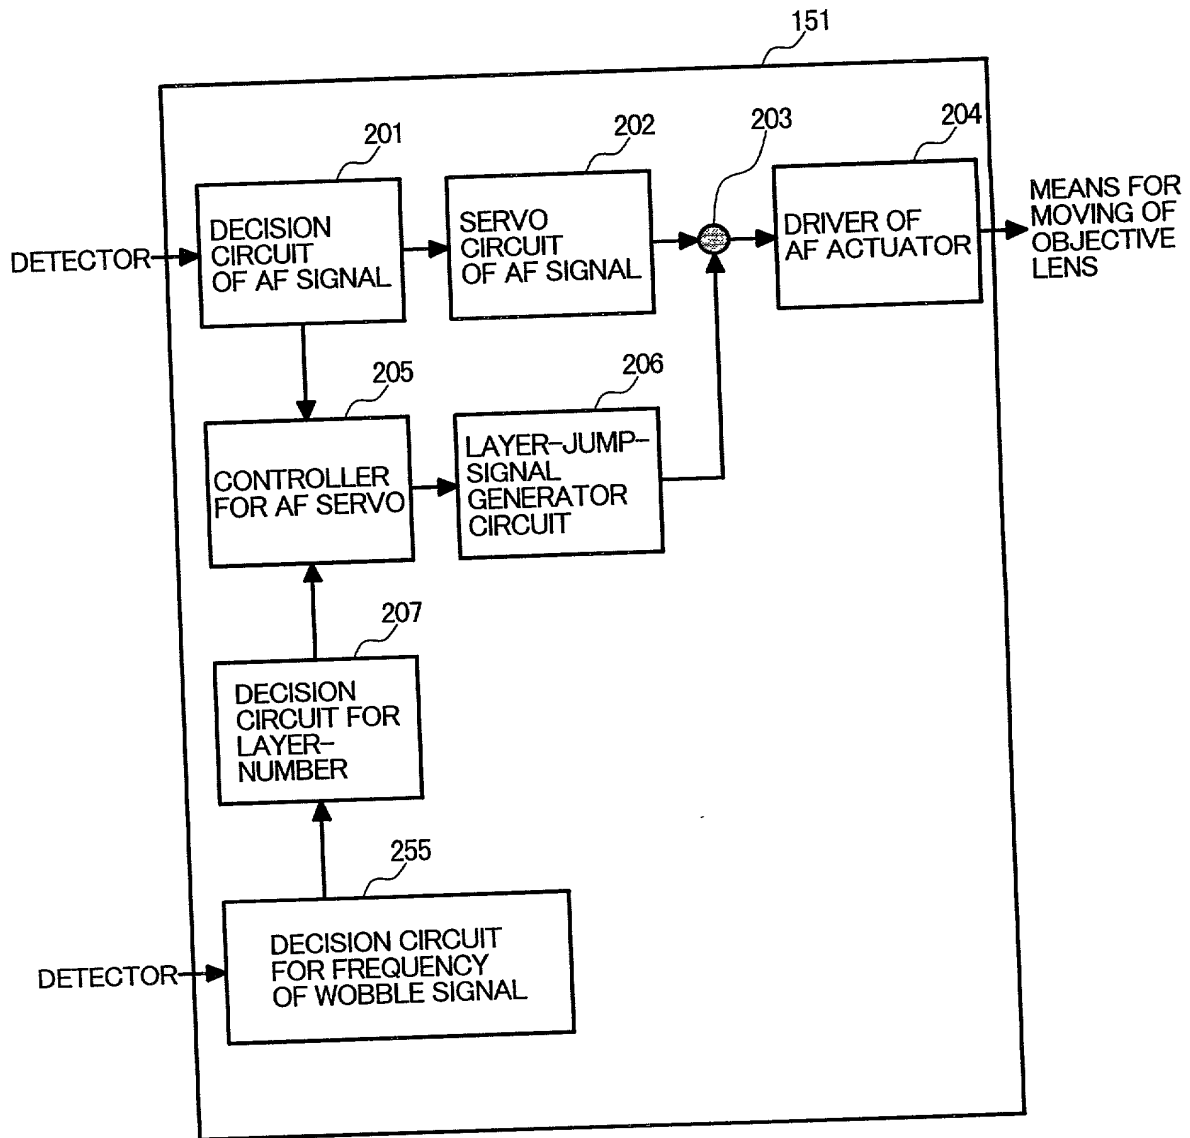 151
201
202
203
204
DETECTOR
DECISION
CIRCUIT
OF AF SIGNAL
SERVO
CIRCUIT
OF AF SIGNAL
DRIVER OF
AF ACTUATOR
MEANS FOR
MOVING OF
OBJECTIVE
LENS
205
206
CONTROLLER
FOR AF SERVO
LAYER-JUMP-
SIGNAL
GENERATOR
CIRCUIT
207
DECISION
CIRCUIT FOR
LAYER-
NUMBER
255
DETECTOR
DECISION CIRCUIT
FOR FREQUENCY
OF WOBBLE SIGNAL